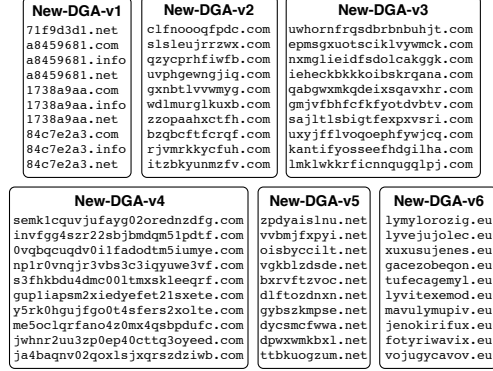 New-DGA-v1
71f9d3d1.net
a8459681.com
a8459681.info
a8459681.net
1738a9aa.com
1738a9aa.info
1738a9aa.net
84c7e2a3.com
84c7e2a3.info
84c7e2a3.net
New-DGA-v2
clfnoooqfpdc.com
slsleujrrzwx.com
qzycprhfiwfb.com
uvphgewngjiq.com
gxnbtlvvwmyg.com
wdlmurglkuxb.com
zzopaahxctfh.com
bzqbcftfcrqf.com
rjvmrkkycfuh.com
itzbkyunmzfv.com
New-DGA-v3
uwhornfrqsdbrbnbuhjt.com
epmsgxuotsciklvywmck.com
nxmglieidfsdolcakggk.com
ieheckbkkkoibskrqana.com
qabgwxmkqdeixsqavxhr.com
gmjvfbhfcfkfyotdvbtv.com
sajltlsbigtfexpxvsri.com
uxyjfflvoqoephfywjcq.com
kantifyosseefhdgilha.com
lmklwkkrficnnqugqlpj.com
New-DGA-v4
semk1cquvjufayg02orednzdfg.com
invfgg4szr22sbjbmdqm51pdtf.com
0vqbqcuqdv0i1fadodtm5iumye.com
np1r0vnqjr3vbs3c3iqyuwe3vf.com
s3fhkbdu4dmc00ltmxskleeqrf.com
gup1iapsm2xiedyefet21sxete.com
y5rk0hgujfgo0t4sfers2xolte.com
me5oclqrfano4z0mx4qsbpdufc.com
jwhnr2uu3zp0ep40cttq3oyeed.com
ja4baqnv02qoxlsjxqrszdziwb.com
New-DGA-v5
zpdyaislnu.net
vvbmjfxpyi.net
oisbyccilt.net
vgkblzdsde.net
bxrvftzvoc.net
dlftozdnxn.net
gybszkmpse.net
dycsmcfwwa.net
dpwxwmkbxl.net
ttbkuogzum.net
New-DGA-v6
lymylorozig.eu
lyvejujolec.eu
xuxusujenes.eu
gacezobeqon.eu
tufecagemyl.eu
lyvitexemod.eu
mavulymupiv.eu
jenokirifux.eu
fotyriwavix.eu
vojugycavov.eu